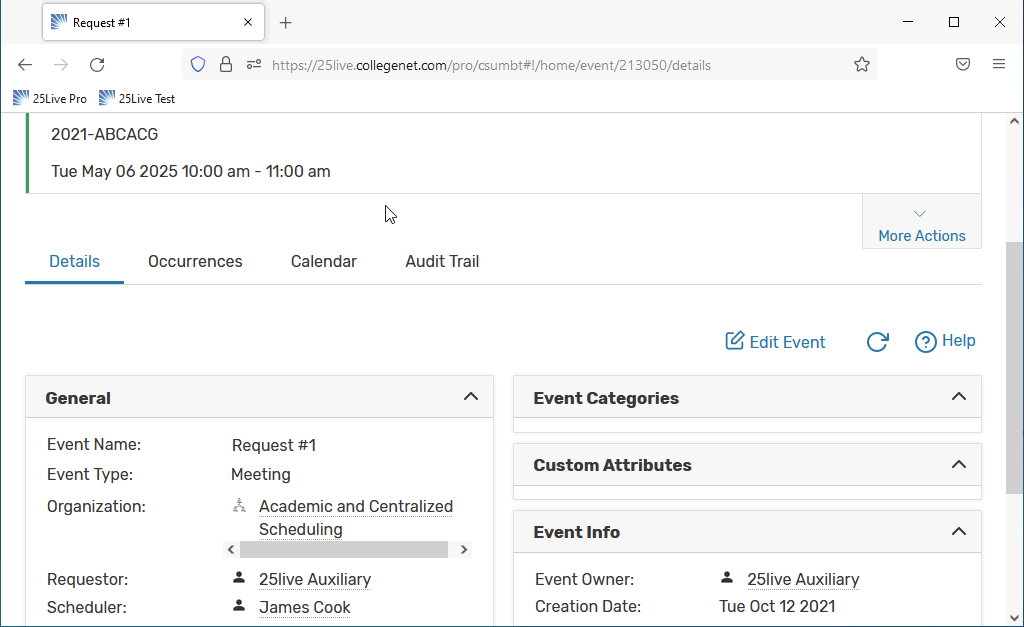 Request #1
https://25live.collegenet.com/pro/csumbt#!/home/event/213050/details
25Live Pro 25Live Test
2021-ABCACG
Tue May 06 2025 10:00 am - 11:00 am
More Actions
Details Occurrences Calendar Audit Trail
Edit Event Help
General
Event Name: Request #1
Event Type: Meeting
Organization: Academic and Centralized
Scheduling
Requestor: 25live Auxiliary
Scheduler: James Cook
Event Categories
Custom Attributes
Event Info
Event Owner: 25live Auxiliary
Creation Date: Tue Oct 12 2021